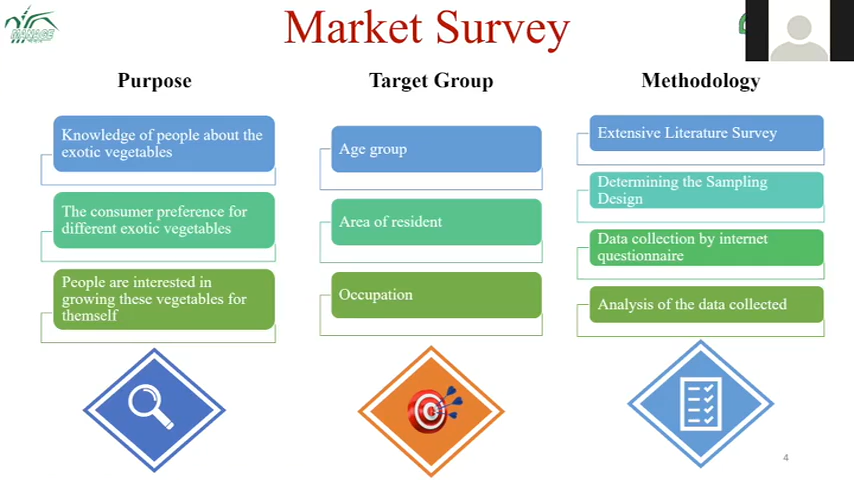 MANAGE
Market Survey
Purpose
Knowledge of people about the
exotic vegetables
The consumer preference for
different exotic vegetables
People are interested in
growing these vegetables for
themself
Target Group
Age group
Area of resident
Occupation
Methodology
Extensive Literature Survey
Determining the Sampling
Design
Data collection by internet
questionnaire
Analysis of the data collected
4